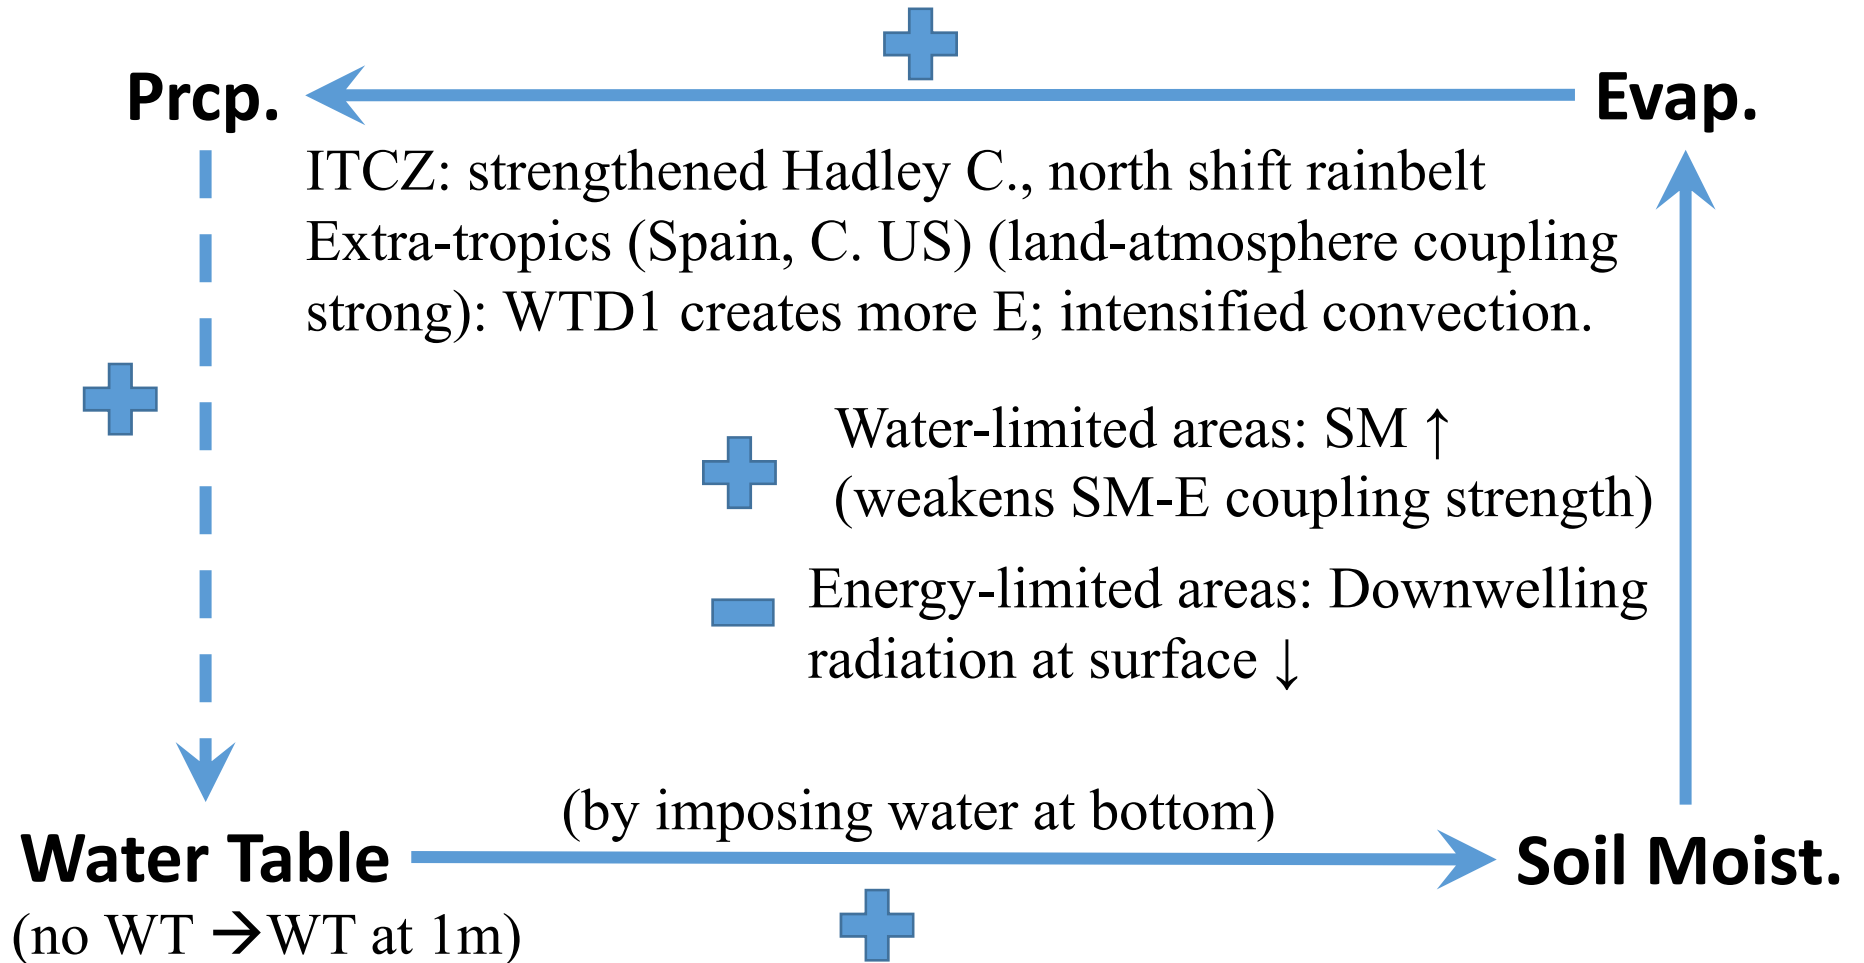 Prcp.
Evap.
ITCZ: strengthened Hadley C., north shift rainbelt
Extra-tropics (Spain, C. US) (land-atmosphere coupling
strong): WTD1 creates more E; intensified convection.
Water-limited areas: SM ↑
(weakens SM-E coupling strength)
Energy-limited areas: Downwelling
radiation at surface ↓
(by imposing water at bottom)
Water Table
Soil Moist.
(no WT →WT at 1m)